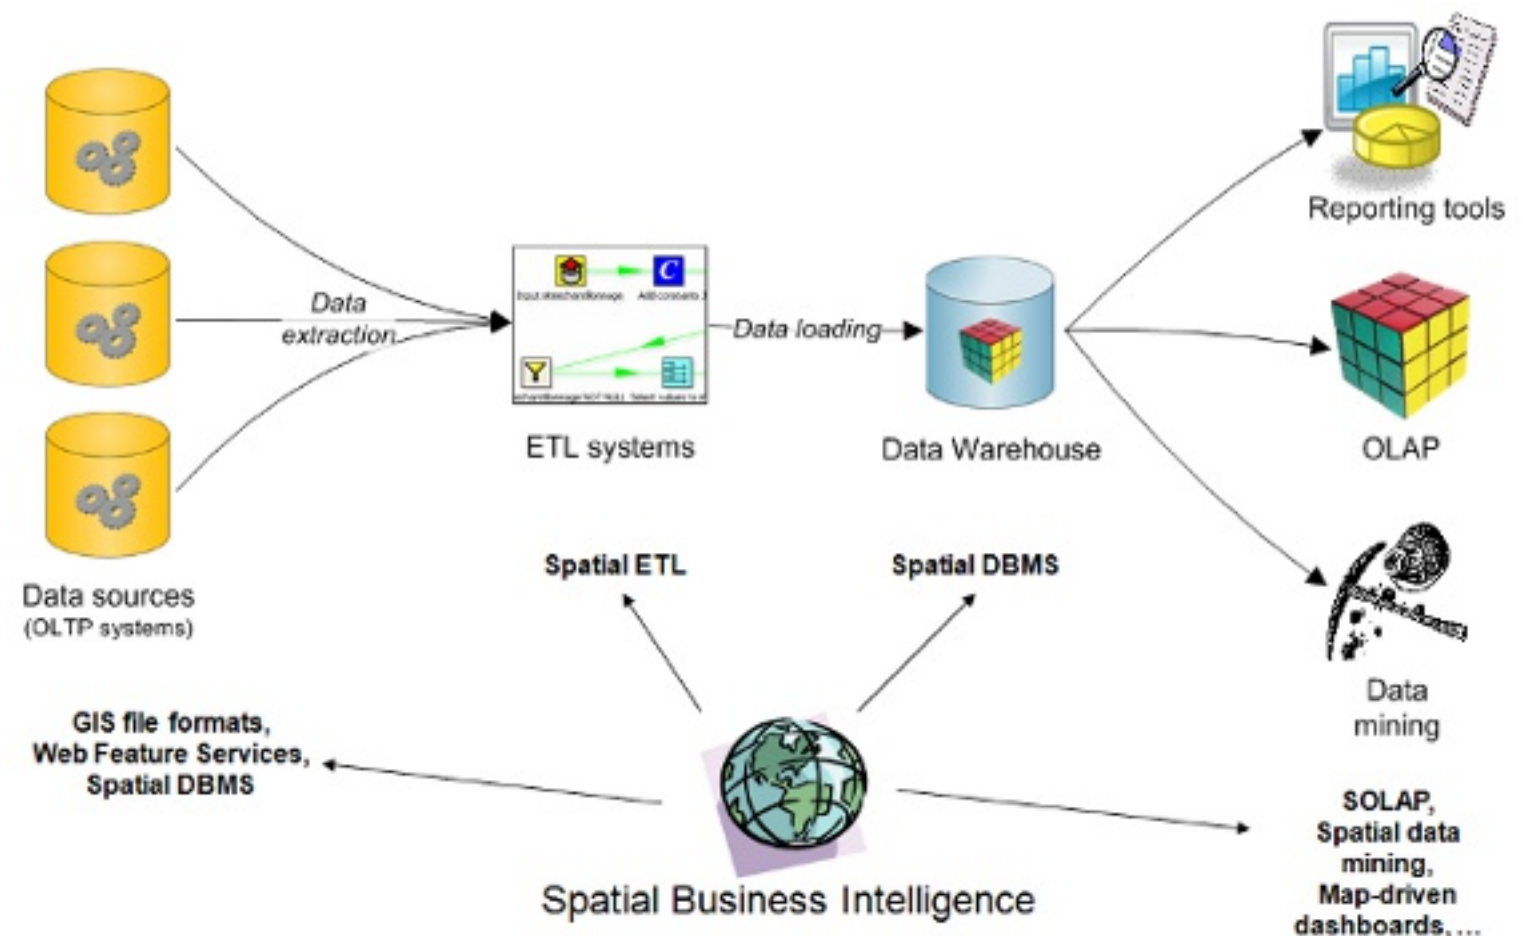 Reporting tools
Data
extraction
Data loading
ETL systems
Data Warehouse
OLAP
Data sources
(OLTP systems)
Spatial ETL
Spatial DBMS
Data
mining
GIS file formats,
Web Feature Services,
Spatial DBMS
SOLAP,
Spatial data
mining,
Map-driven
dashboards, ...
Spatial Business Intelligence